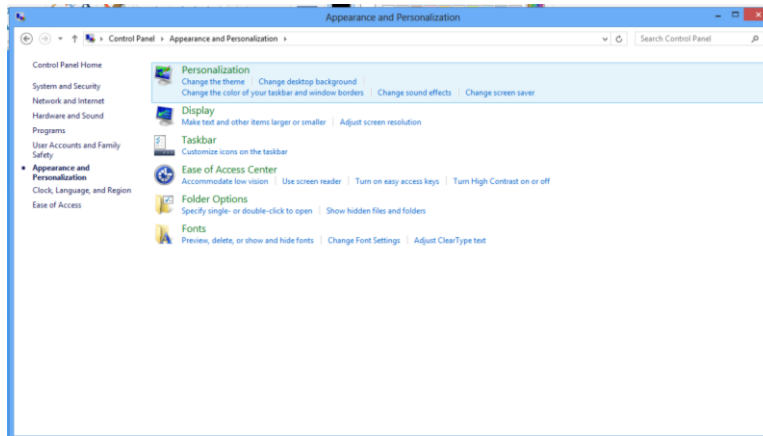 Appearance and Personalization
Control Panel › Appearance and Personalization ›
Search Control Panel
Control Panel Home
System and Security
Network and Internet
Hardware and Sound
Programs
User Accounts and Family
Safety
Appearance and
Personalization
Clock, Language, and Region
Ease of Access
Personalization
Change the theme | Change desktop background
Change the color of your taskbar and window borders | Change sound effects | Change screen saver
Display
Make text and other items larger or smaller | Adjust screen resolution
Taskbar
Customize icons on the taskbar
Ease of Access Center
Accommodate low vision | Use screen reader | Turn on easy access keys | Turn High Contrast on or off
Folder Options
Specify single- or double-click to open | Show hidden files and folders
Fonts
Preview, delete, or show and hide fonts | Change Font Settings | Adjust ClearType text